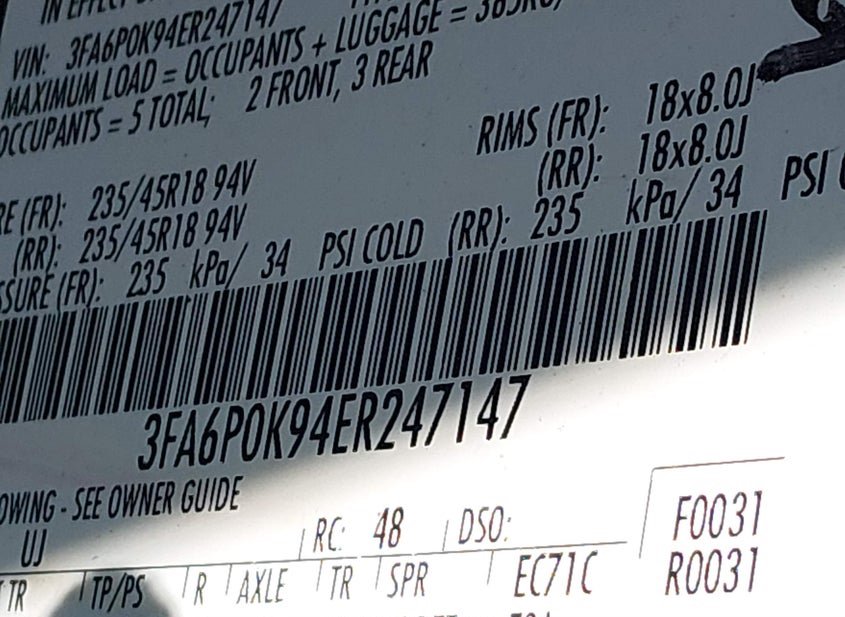 IN EFFECT
VIN: 3FA6P0K94ER247147
MAXIMUM LOAD = OCCUPANTS + LUGGAGE = 385KG/
OCCUPANTS = 5 TOTAL; 2 FRONT, 3 REAR
RIMS (FR): 18x8.0J
(RR): 18x8.0J
RE (FR): 235/45R18 94V
(RR): 235/45R18 94V
SSURE (FR): 235 kPa/ 34 PSI COLD (RR): 235 kPa/ 34 PSI
3FA6P0K94ER247147
OWING - SEE OWNER GUIDE
UJ RC: 48 DSO: F0031
TR TP/PS R AXLE TR SPR EC71C R0031